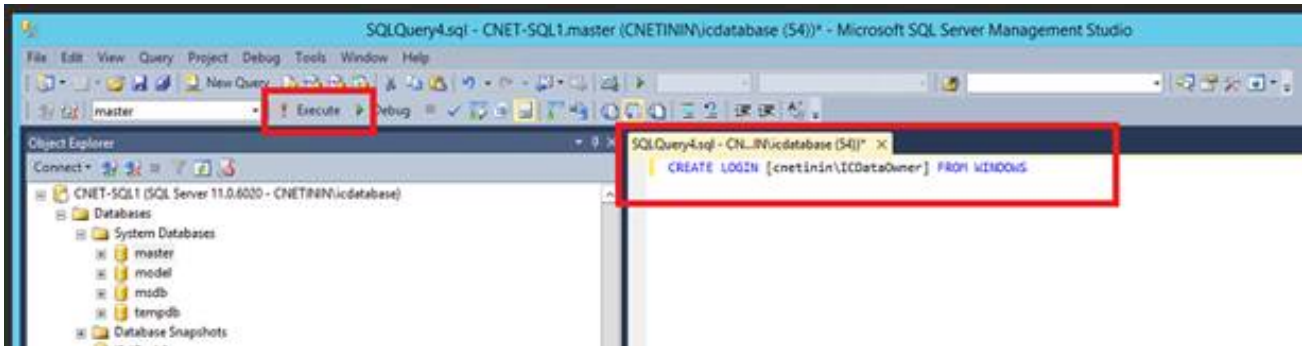 SQLQuery4.sql - CNET-SQL1.master (CNETININ\icdatabase (54))* - Microsoft SQL Server Management Studio
File Edit View Query Project Debug Tools Window Help
New Query
master Execute Debug
Object Explorer
SQLQuery4.sql - CN...IN\icdatabase (54))* ×
Connect
CREATE LOGIN [cnetinin\ICDataOwner] FROM WINDOWS
CNET-SQL1 (SQL Server 11.0.6020 - CNETININ\icdatabase)
Databases
System Databases
master
model
msdb
tempdb
Database Snapshots